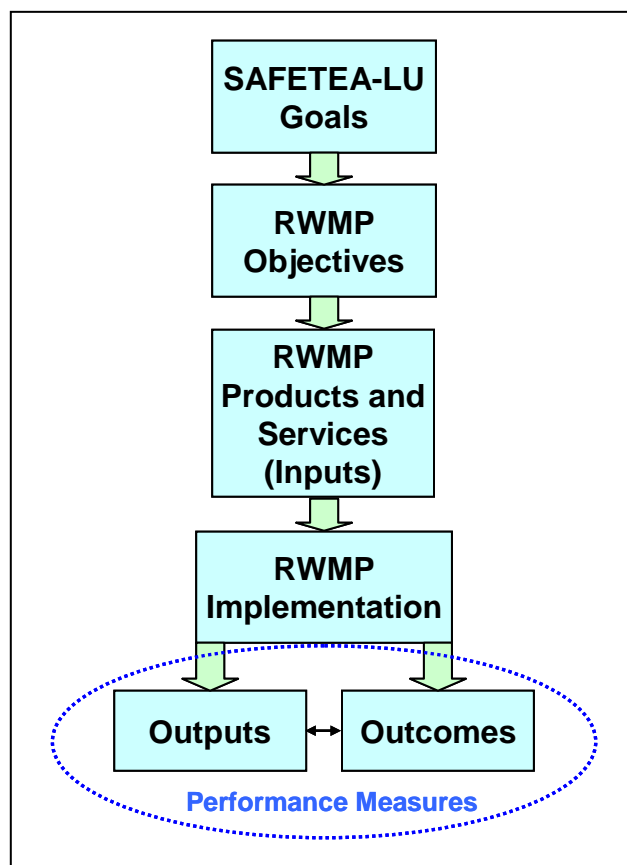 SAFETEA-LU
Goals
RWMP
Objectives
RWMP
Products and
Services
(Inputs)
RWMP
Implementation
Outputs
Outcomes
Performance Measures